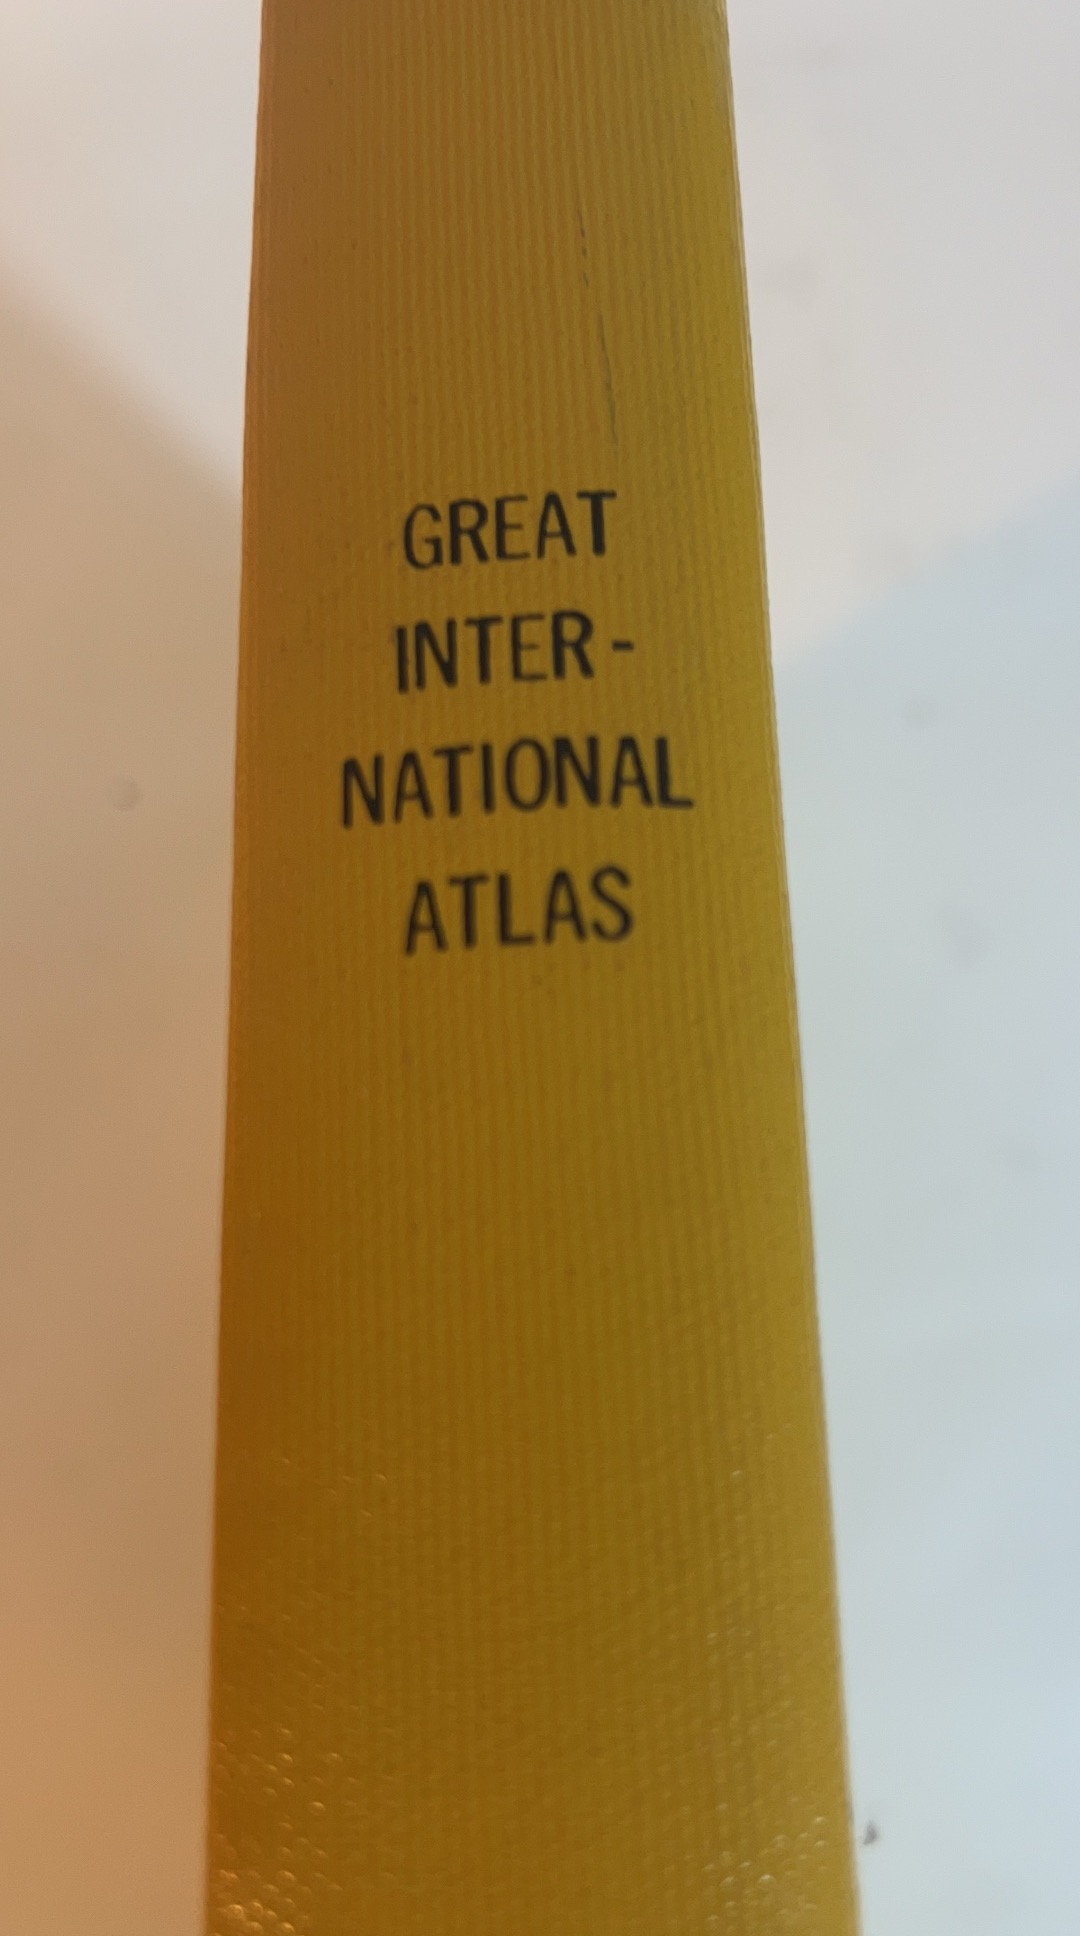 GREAT
INTER-
NATIONAL
ATLAS